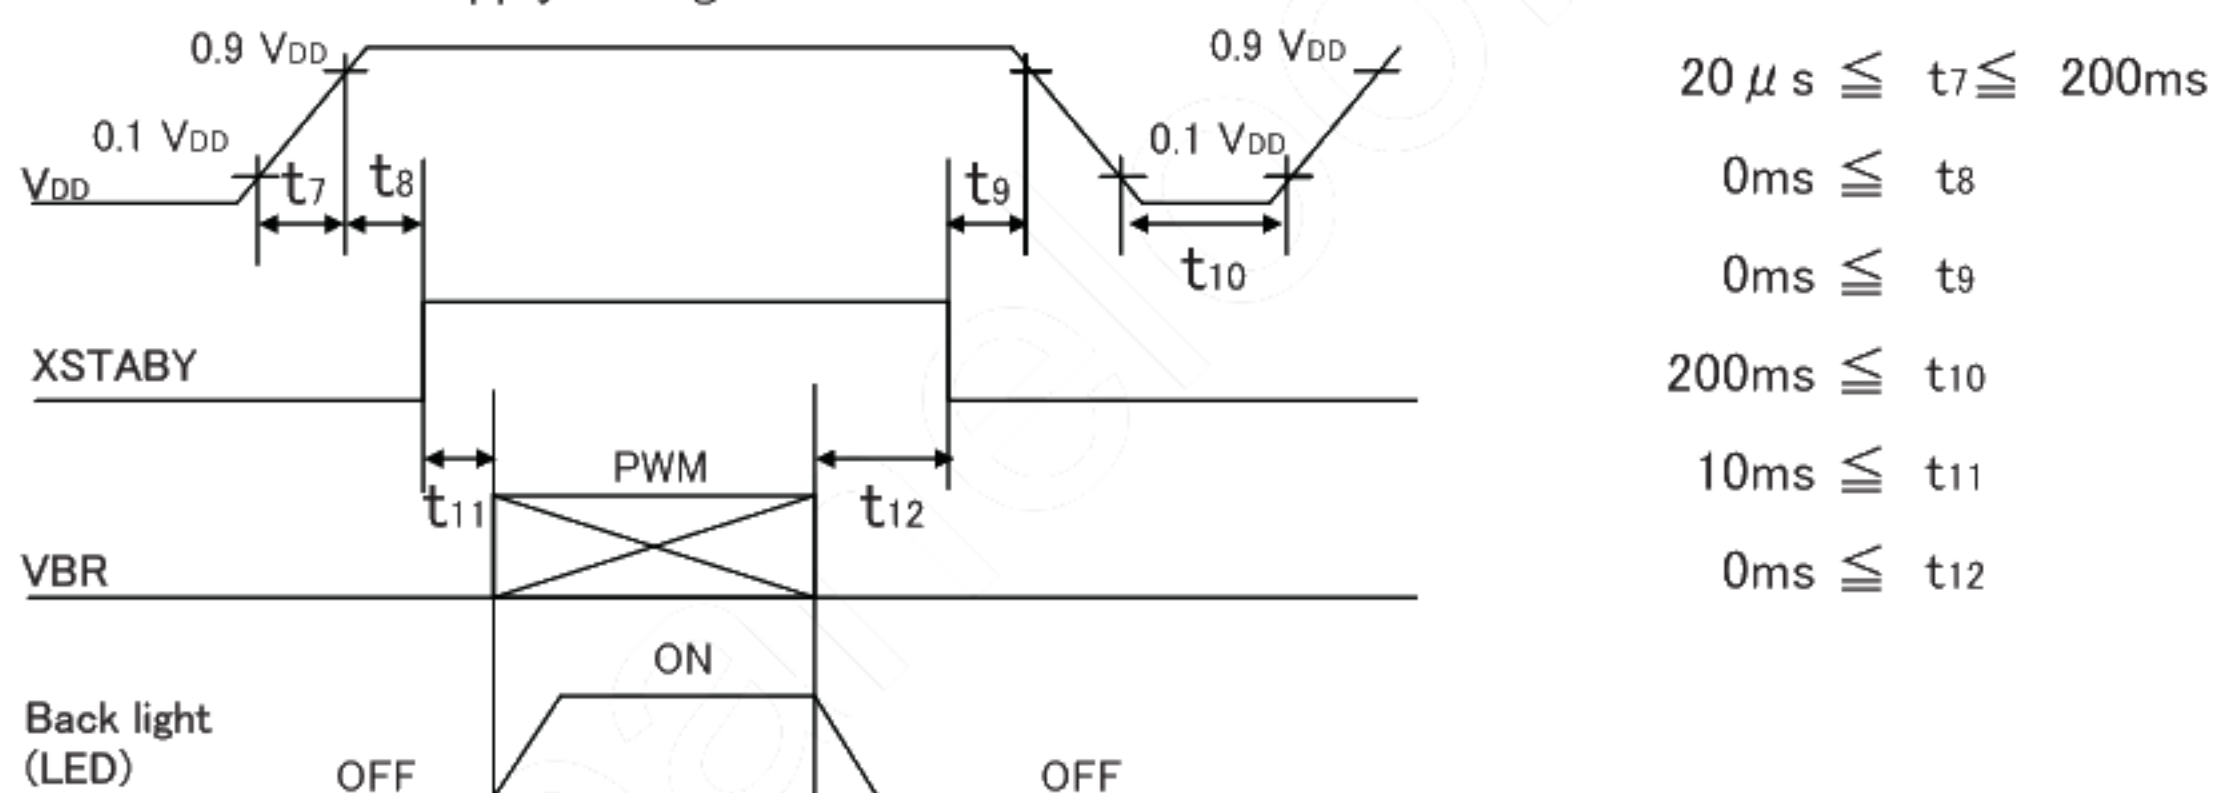 0.9 VDD
0.9 VDD
20μs ≦ t7≦ 200ms
0.1 VDD
0.1 VDD
VDD
t7
t8
t9
0ms ≦ t8
t10
0ms ≦ t9
XSTABY
200ms ≦ t10
PWM
t11
t12
10ms ≦ t11
VBR
0ms ≦ t12
ON
Back light
(LED)
OFF
OFF